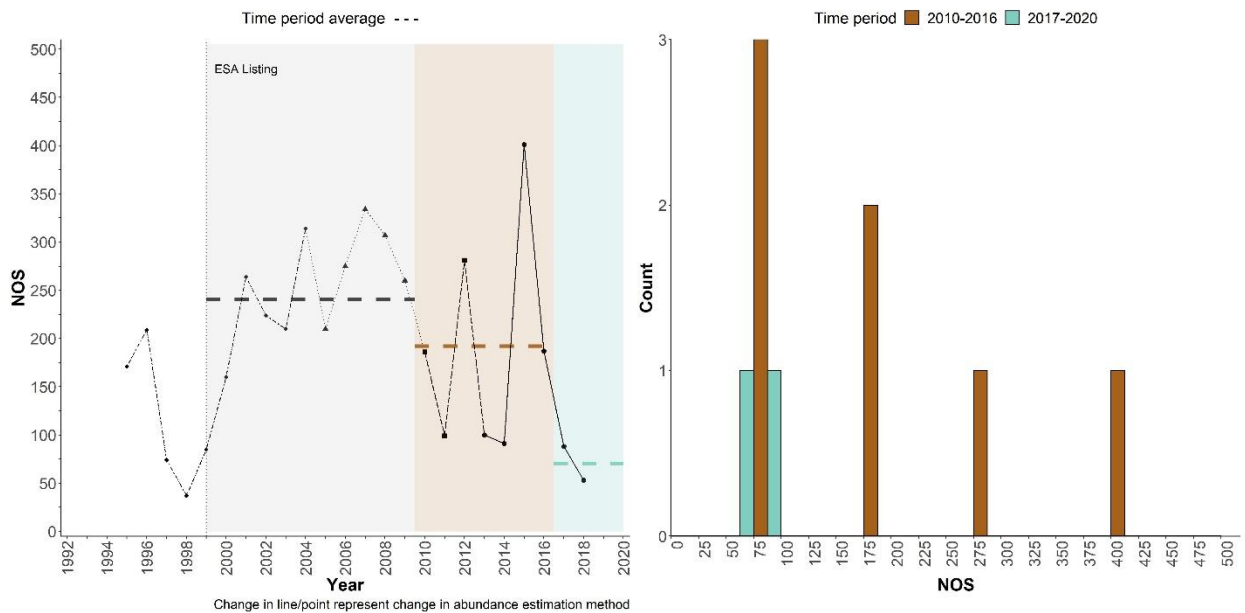 Time period average ---
500
450
400
350
300
250
200
150
100
50
0
NOS
ESA Listing
1992 1994 1996 1998 2000 2002 2004 2006 2008 2010 2012 2014 2016 2018 2020
Year
Change in line/point represent change in abundance estimation method
Time period 2010-2016 2017-2020
3
2
1
0
Count
0 25 50 75 100 125 150 175 200 225 250 275 300 325 350 375 400 425 450 475 500
NOS